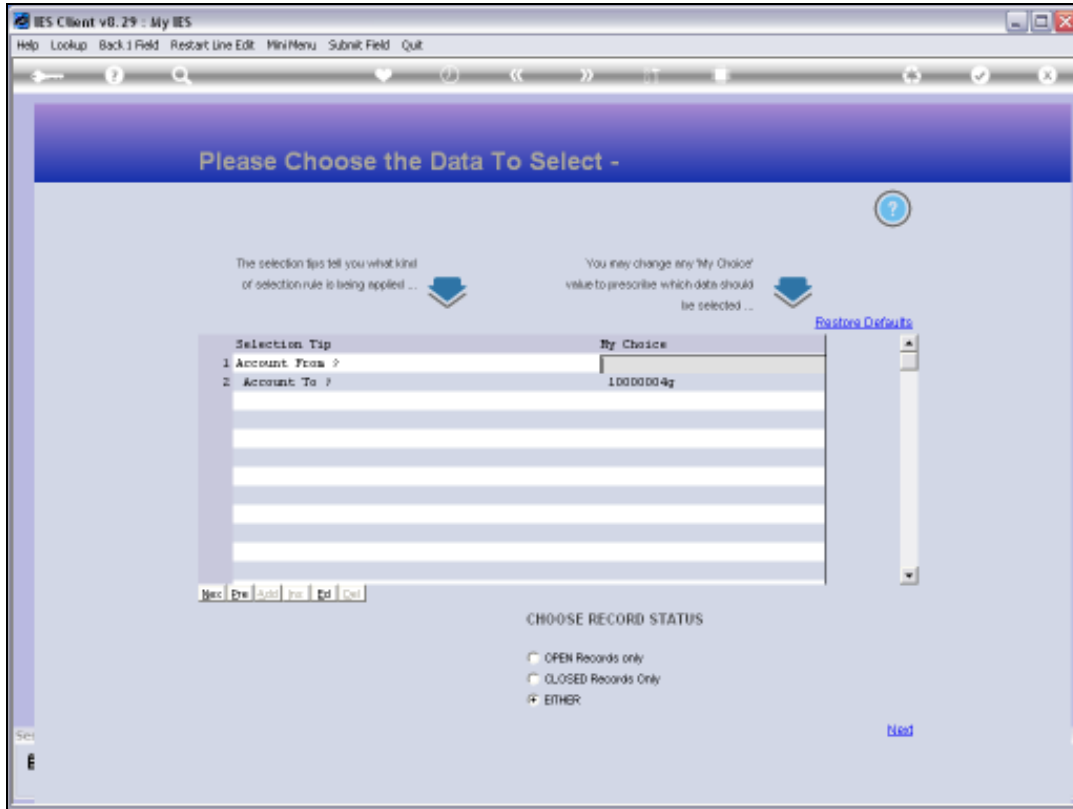 IES Client v8.29 : My IES
Help Lookup Back 1 Field Restart Line Edit MiniMenu Submit Field Quit
Please Choose the Data To Select -
The selection tips tell you what kind
of selection rule is being applied ...
You may change any 'My Choice'
value to prescribe which data should
be selected ...
Restore Defaults
Selection Tip My Choice
1 Account From ?
2 Account To ? 10000004g
Nex Pre Add Ins Ed Del
CHOOSE RECORD STATUS
OPEN Records only
CLOSED Records Only
EITHER
Next